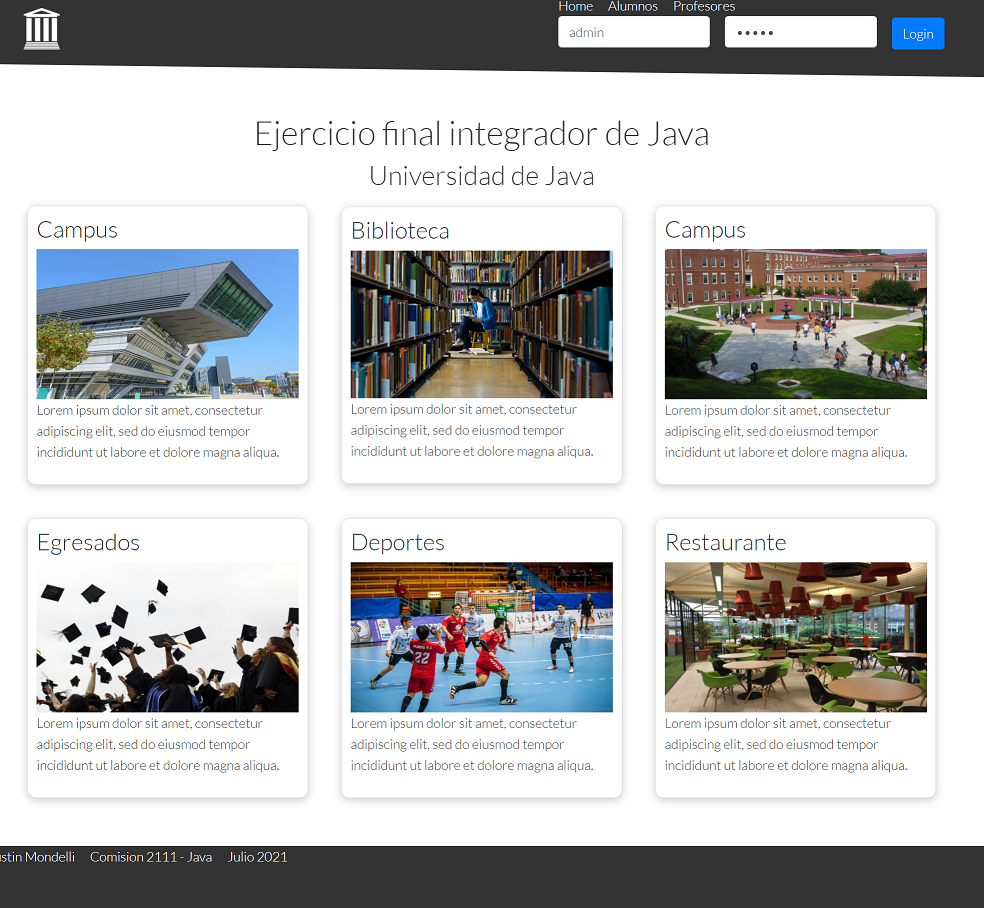 Home Alumnos Profesores
admin ••••• Login
Ejercicio final integrador de Java
Universidad de Java
Campus
Lorem ipsum dolor sit amet, consectetur
adipiscing elit, sed do eiusmod tempor
incididunt ut labore et dolore magna aliqua.
Biblioteca
Lorem ipsum dolor sit amet, consectetur
adipiscing elit, sed do eiusmod tempor
incididunt ut labore et dolore magna aliqua.
Campus
Lorem ipsum dolor sit amet, consectetur
adipiscing elit, sed do eiusmod tempor
incididunt ut labore et dolore magna aliqua.
Egresados
Lorem ipsum dolor sit amet, consectetur
adipiscing elit, sed do eiusmod tempor
incididunt ut labore et dolore magna aliqua.
Deportes
22
Lorem ipsum dolor sit amet, consectetur
adipiscing elit, sed do eiusmod tempor
incididunt ut labore et dolore magna aliqua.
Restaurante
Lorem ipsum dolor sit amet, consectetur
adipiscing elit, sed do eiusmod tempor
incididunt ut labore et dolore magna aliqua.
stin Mondelli Comision 2111 - Java Julio 2021